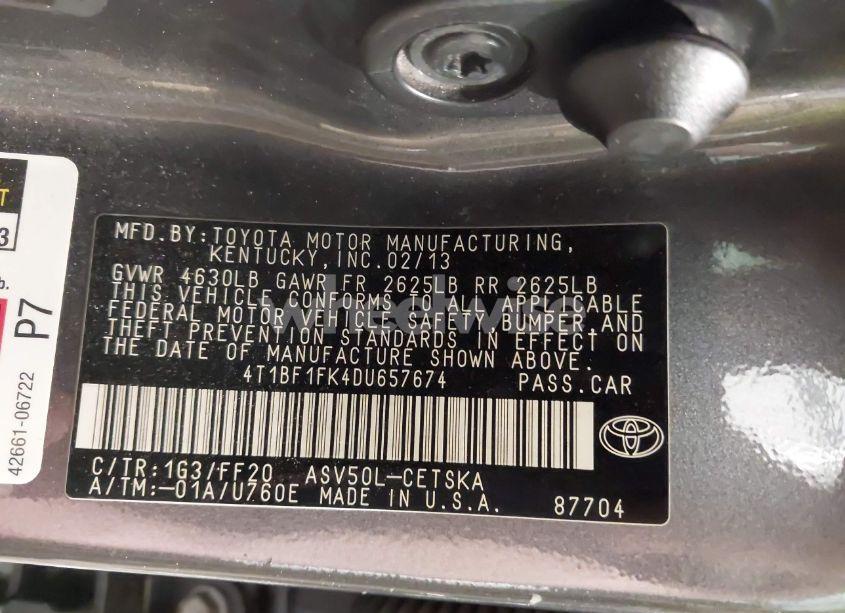 MFD.BY:TOYOTA MOTOR MANUFACTURING,
KENTUCKY,INC.02/13
GVWR 4630LB GAWR FR 2625LB RR 2625LB
THIS VEHICLE CONFORMS TO ALL APPLICABLE
FEDERAL MOTOR VEHICLE SAFETY,BUMPER,AND
THEFT PREVENTION STANDARDS IN EFFECT ON
THE DATE OF MANUFACTURE SHOWN ABOVE.
4T1BF1FK4DU657674 PASS.CAR
C/TR:1G3/FF20 ASV50L-CETSKA
A/TM:-01A/U760E MADE IN U.S.A. 87704
wheelwise
T
3
P7
42661-06722